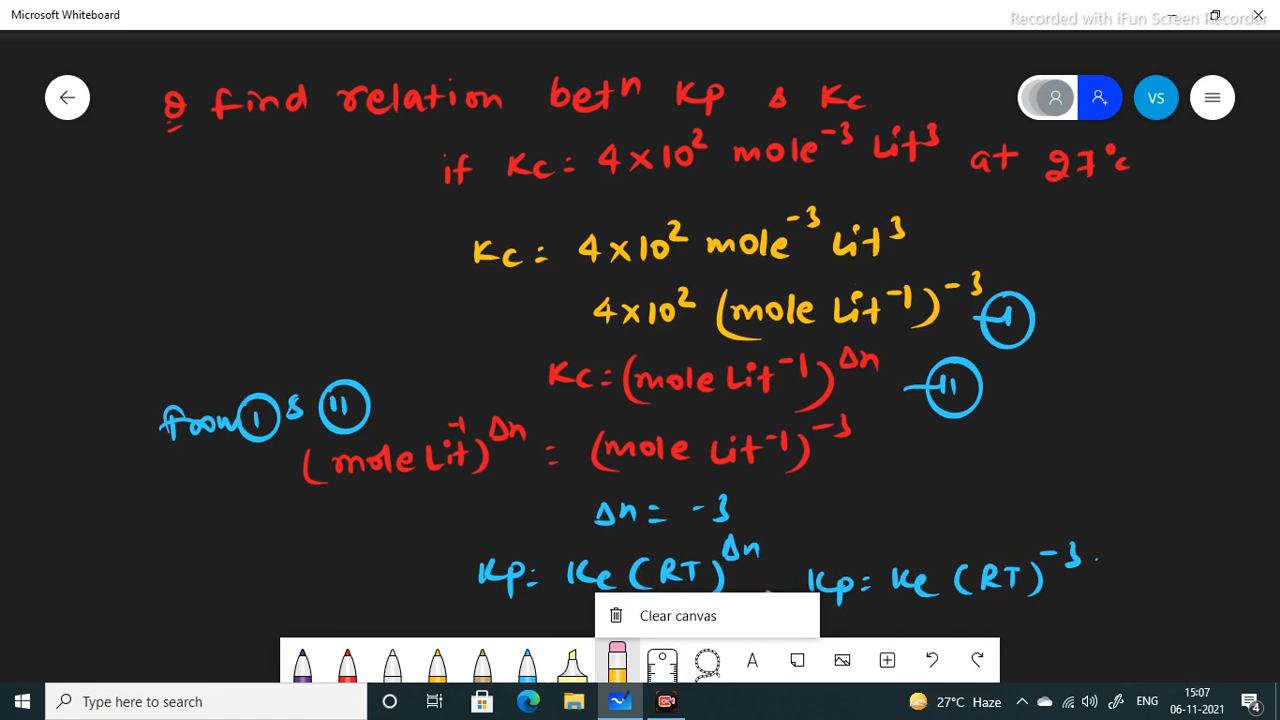 Microsoft Whiteboard
Recorded with iFun Screen Recorder
Q find relation betn Kp & Kc
if Kc = 4×10² mole⁻³ Lit³ at 27°c
VS
Kc = 4×10² mole⁻³ Lit³
4×10² (mole Lit⁻¹)⁻³ — I
Kc = (mole Lit⁻¹)^Δn — II
from I & II
(mole Lit⁻¹)^Δn = (mole Lit⁻¹)⁻³
Δn = -3
Kp = Kc (RT)^Δn , Kp = Kc (RT)⁻³.
Clear canvas
A
Type here to search
27°C Haze
ENG
15:07
06-11-2021
4